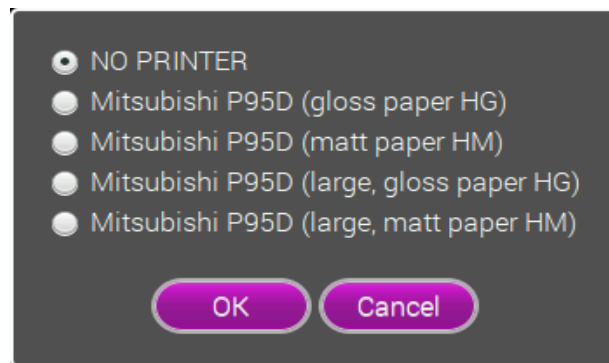 NO PRINTER
Mitsubishi P95D (gloss paper HG)
Mitsubishi P95D (matt paper HM)
Mitsubishi P95D (large, gloss paper HG)
Mitsubishi P95D (large, matt paper HM)
OK Cancel